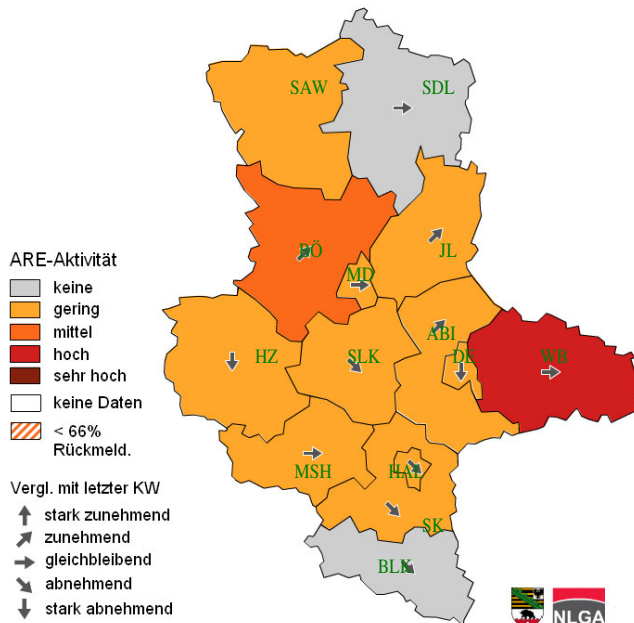 SAW
SDL
BÖ
JL
MD
ABI
HZ
SLK
DE
WB
MSH
HAL
SK
BLK
ARE-Aktivität
keine
gering
mittel
hoch
sehr hoch
keine Daten
< 66%
Rückmeld.
Vergl. mit letzter KW
stark zunehmend
zunehmend
gleichbleibend
abnehmend
stark abnehmend
NLGA